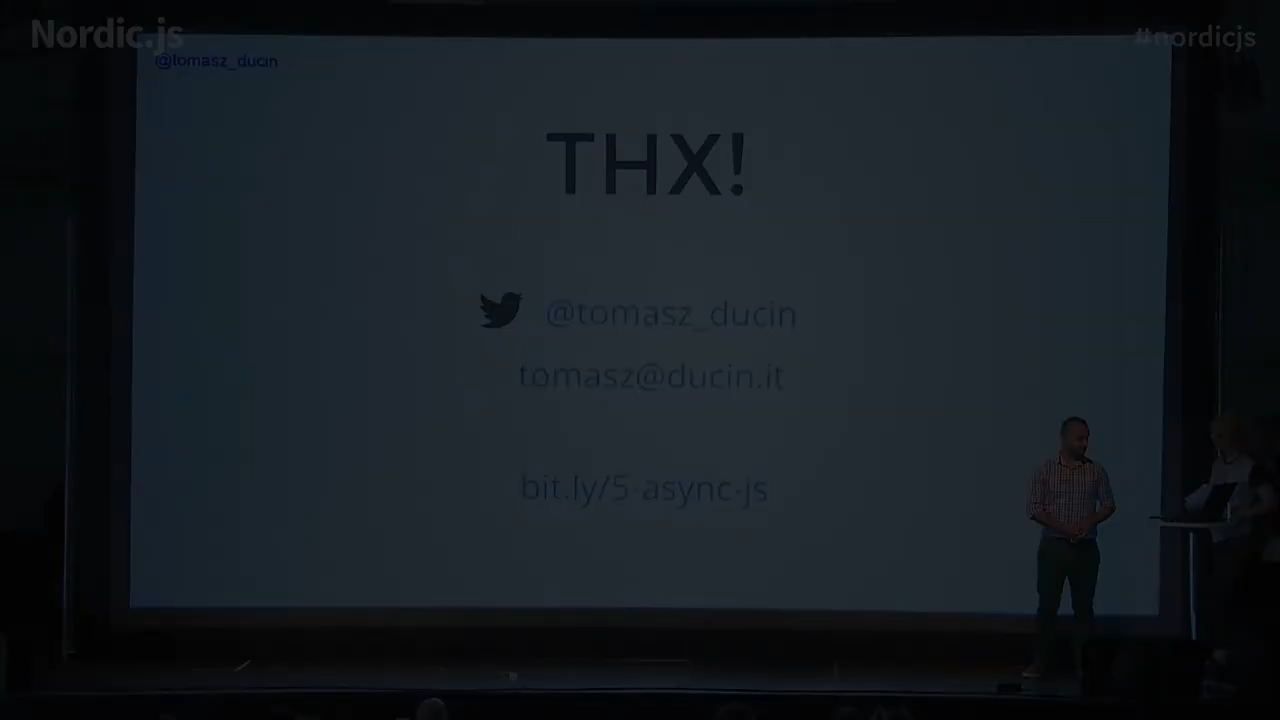 Nordic.js
#nordicjs
@tomasz_ducin
THX!
@tomasz_ducin
tomasz@ducin.it
bit.ly/5-async-js